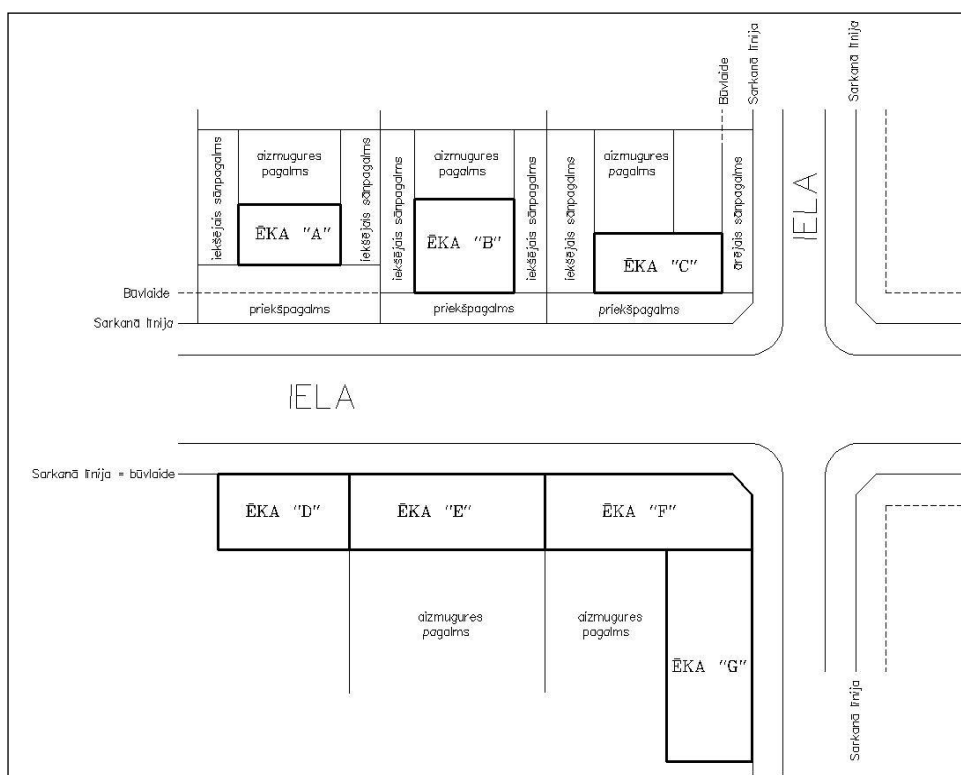 Būvlaide
Sarkanā līnija
Sarkanā līnija
iekšējais sānpagalms
aizmugures
pagalms
iekšējais sānpagalms
iekšējais sānpagalms
aizmugures
pagalms
iekšējais sānpagalms
iekšējais sānpagalms
aizmugures
pagalms
ārējais sānpagalms
IELA
ĒKA "A"
ĒKA "B"
ĒKA "C"
Būvlaide
priekšpagalms
priekšpagalms
priekšpagalms
Sarkanā līnija
IELA
Sarkanā līnija = būvlaide
ĒKA "D"
ĒKA "E"
ĒKA "F"
aizmugures
pagalms
aizmugures
pagalms
ĒKA "G"
Sarkanā līnija